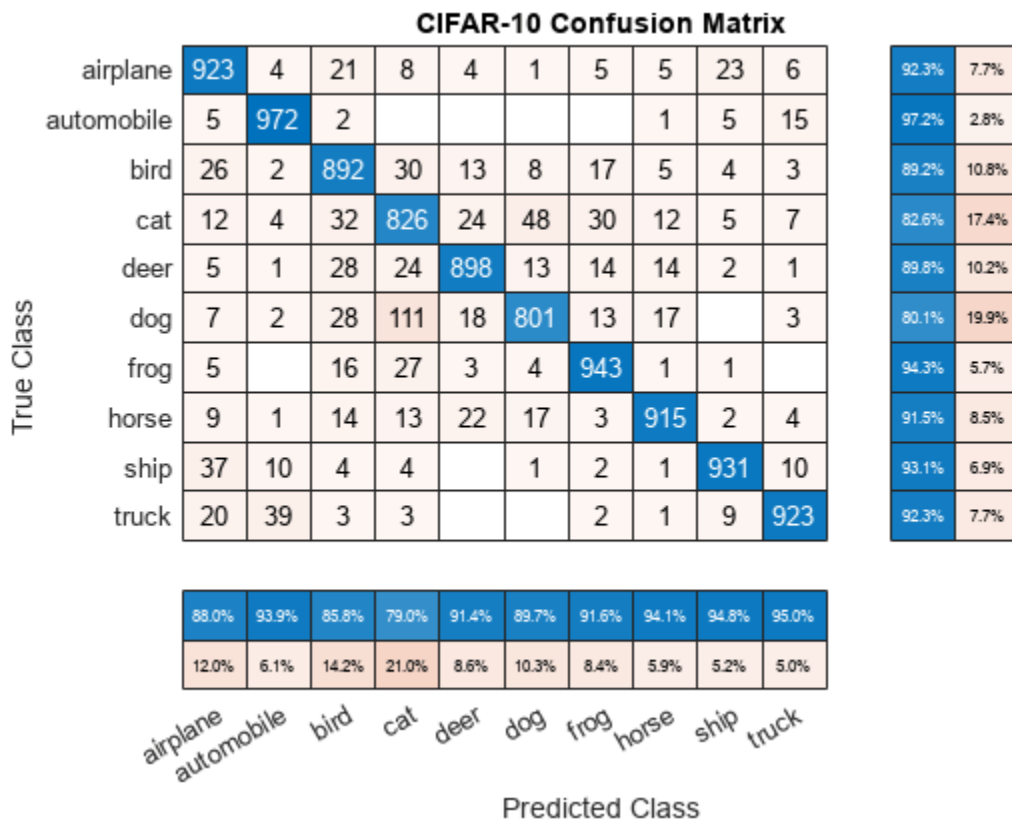 CIFAR-10 Confusion Matrix
airplane 923 4 21 8 4 1 5 5 23 6 92.3% 7.7%
automobile 5 972 2 1 5 15 97.2% 2.8%
bird 26 2 892 30 13 8 17 5 4 3 89.2% 10.8%
cat 12 4 32 826 24 48 30 12 5 7 82.6% 17.4%
deer 5 1 28 24 898 13 14 14 2 1 89.8% 10.2%
dog 7 2 28 111 18 801 13 17 3 80.1% 19.9%
frog 5 16 27 3 4 943 1 1 94.3% 5.7%
horse 9 1 14 13 22 17 3 915 2 4 91.5% 8.5%
ship 37 10 4 4 1 2 1 931 10 93.1% 6.9%
truck 20 39 3 3 2 1 9 923 92.3% 7.7%
True Class
88.0% 93.9% 85.8% 79.0% 91.4% 89.7% 91.6% 94.1% 94.8% 95.0%
12.0% 6.1% 14.2% 21.0% 8.6% 10.3% 8.4% 5.9% 5.2% 5.0%
airplane automobile bird cat deer dog frog horse ship truck
Predicted Class